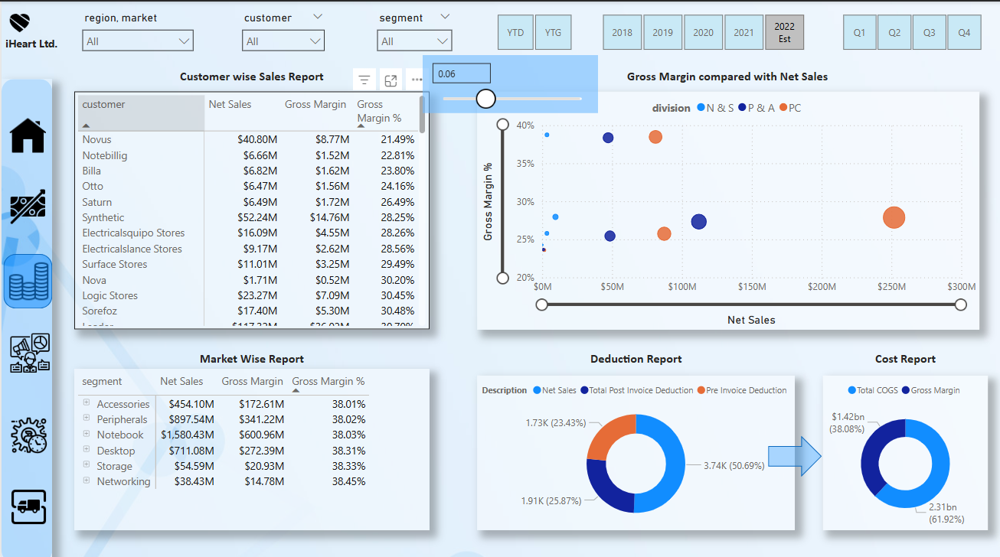 iHeart Ltd.
region, market
All
customer
All
segment
All
YTD
YTG
2018
2019
2020
2021
2022
Est
Q1
Q2
Q3
Q4
Customer wise Sales Report
customer Net Sales Gross Margin Gross
Margin %
Novus $40.80M $8.77M 21.49%
Notebillig $6.66M $1.52M 22.81%
Billa $6.82M $1.62M 23.80%
Otto $6.47M $1.56M 24.16%
Saturn $6.49M $1.72M 26.49%
Synthetic $52.24M $14.76M 28.25%
Electricalsquipo Stores $16.09M $4.55M 28.26%
Electricalslance Stores $9.17M $2.62M 28.56%
Surface Stores $11.01M $3.25M 29.49%
Nova $1.71M $0.52M 30.20%
Logic Stores $23.27M $7.09M 30.45%
Sorefoz $17.40M $5.30M 30.48%
0.06
Gross Margin compared with Net Sales
division N & S P & A PC
Gross Margin %
40%
35%
30%
25%
20%
$0M $50M $100M $150M $200M $250M $300M
Net Sales
Market Wise Report
segment Net Sales Gross Margin Gross Margin %
Accessories $454.10M $172.61M 38.01%
Peripherals $897.54M $341.22M 38.02%
Notebook $1,580.43M $600.96M 38.03%
Desktop $711.08M $272.39M 38.31%
Storage $54.59M $20.93M 38.33%
Networking $38.43M $14.78M 38.45%
Deduction Report
Description Net Sales Total Post Invoice Deduction Pre Invoice Deduction
1.73K (23.43%)
3.74K (50.69%)
1.91K (25.87%)
Cost Report
Total COGS Gross Margin
$1.42bn
(38.08%)
2.31bn
(61.92%)